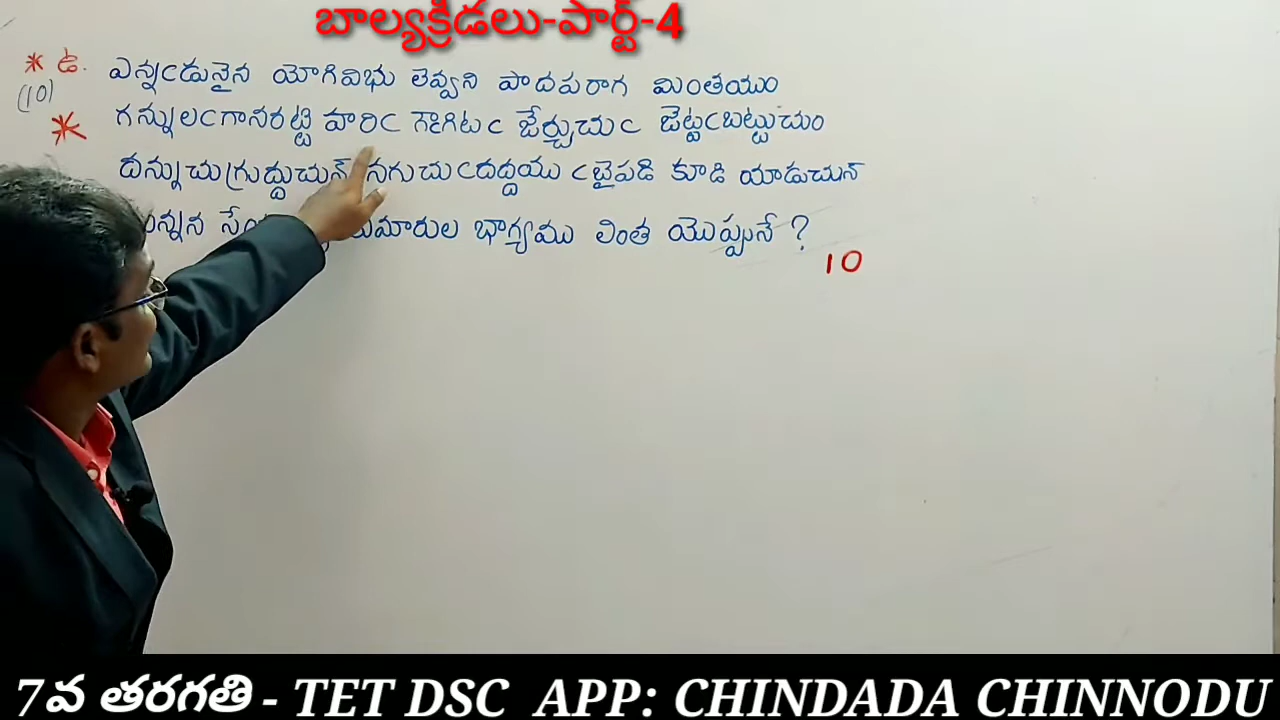 బాల్యక్రీడలు-పార్ట్-4
* ఉ. ఎన్నఁడునైన యోగివిభు లెవ్వని పాదపరాగ మింతయుం
(10)
* గన్నులఁగానరట్టి హరిఁ గౌఁగిటఁ జేర్చుచుఁ జెట్టఁబట్టుచుం
దన్నుచుగ్రుద్దుచున్ నగుచుఁదద్దయు ఁబైపడి కూడి యాడుచున్
భాగ్యము లింత యొప్పునే ?
10
7వ తరగతి - TET DSC APP: CHINDADA CHINNODU